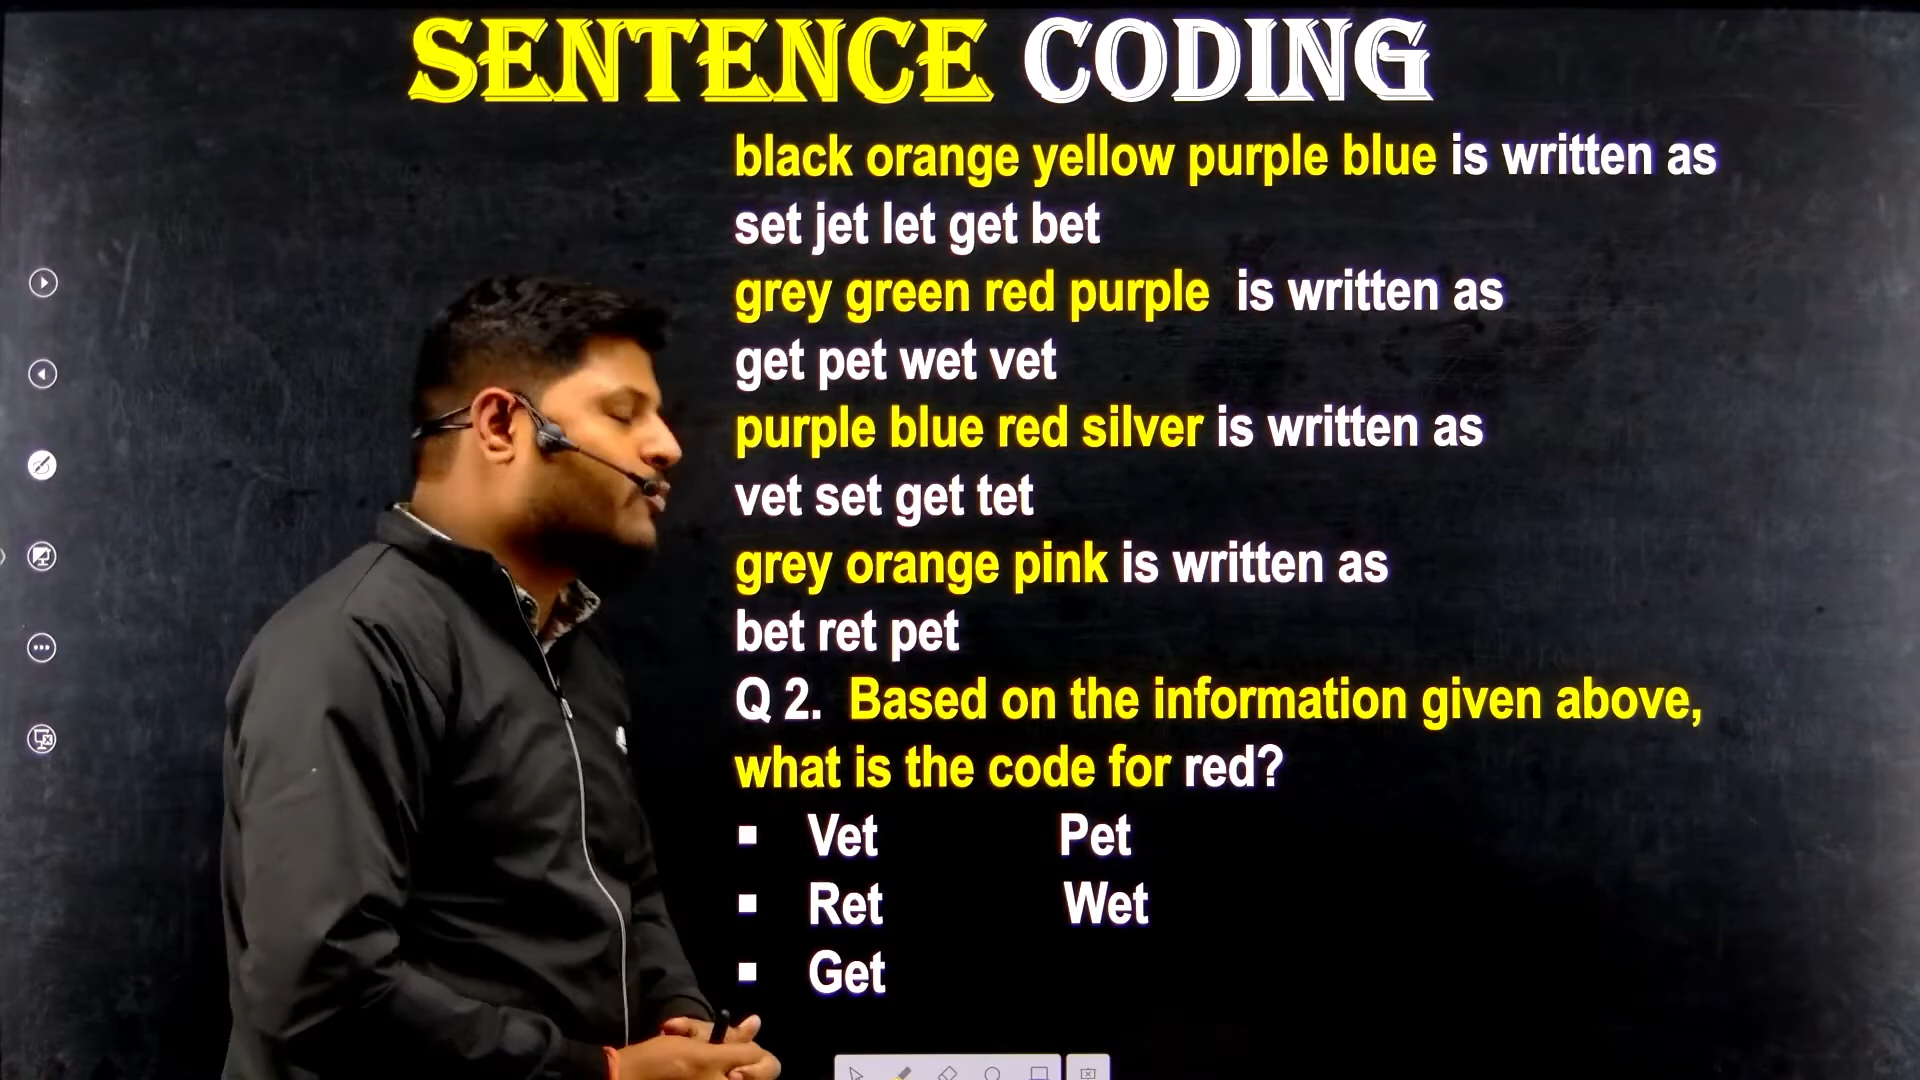 SENTENCE CODING
black orange yellow purple blue is written as
set jet let get bet
grey green red purple is written as
get pet wet vet
purple blue red silver is written as
vet set get tet
grey orange pink is written as
bet ret pet
Q 2. Based on the information given above,
what is the code for red?
▪ Vet Pet
▪ Ret Wet
▪ Get